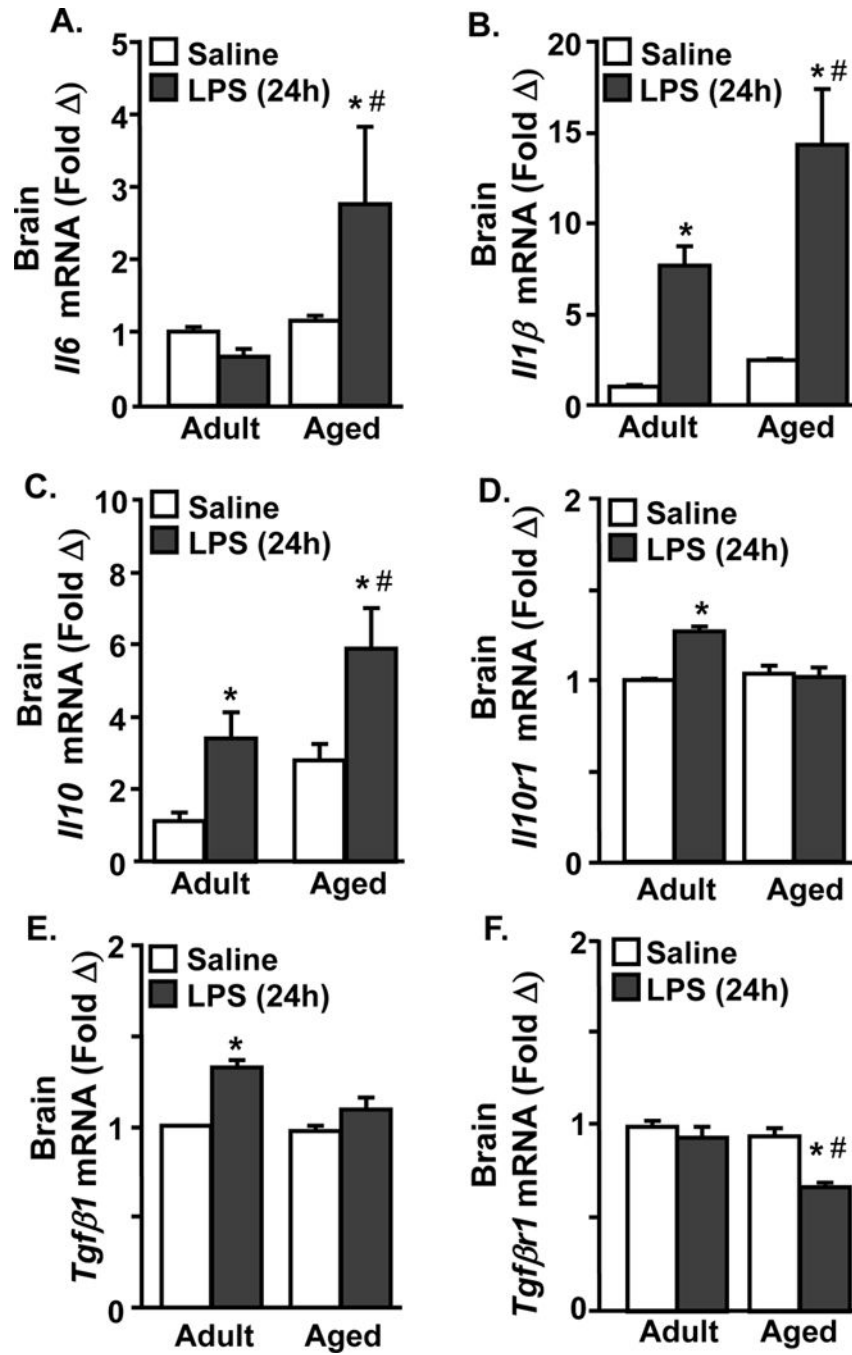 A.
5
4
3
2
1
0
Saline
LPS (24h)
* #
Brain
Il6 mRNA (Fold Δ)
Adult Aged
B.
20
15
10
5
0
Saline
LPS (24h)
*
* #
Brain
Il1β mRNA (Fold Δ)
Adult Aged
C.
10
8
6
4
2
0
Saline
LPS (24h)
*
* #
Brain
Il10 mRNA (Fold Δ)
Adult Aged
D.
2
1
0
Saline
LPS (24h)
*
Brain
Il10r1 mRNA (Fold Δ)
Adult Aged
E.
2
1
0
Saline
LPS (24h)
*
Brain
Tgfβ1 mRNA (Fold Δ)
Adult Aged
F.
2
1
0
Saline
LPS (24h)
* #
Brain
Tgfβr1 mRNA (Fold Δ)
Adult Aged